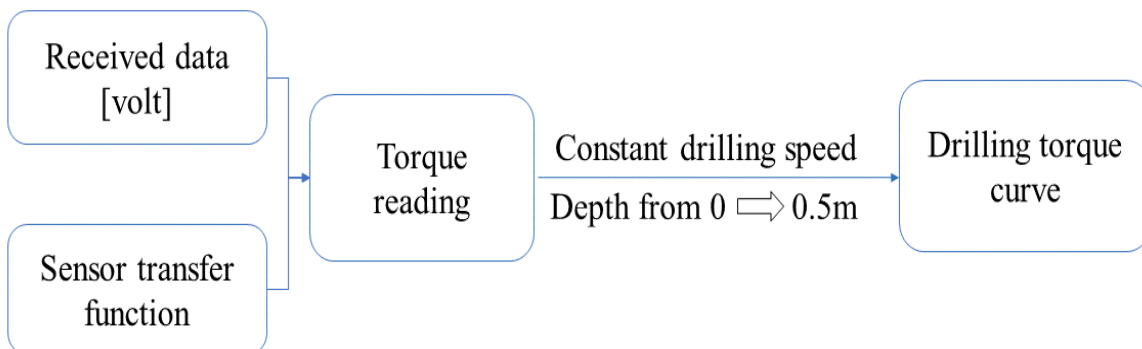 Received data
[volt]
Sensor transfer
function
Torque
reading
Constant drilling speed
Depth from 0 ⇨ 0.5m
Drilling torque
curve